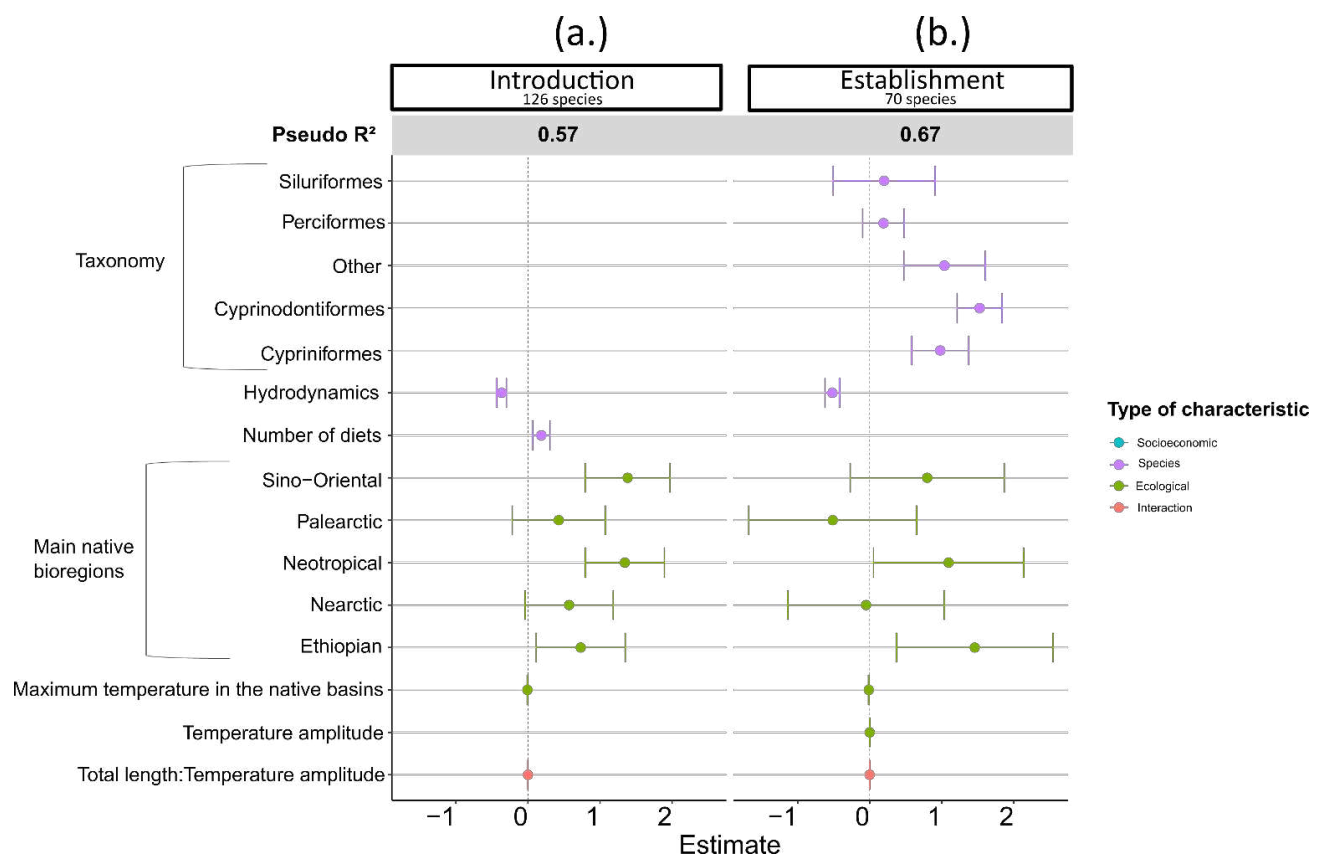 (a.)
(b.)
Introduction
126 species
Establishment
70 species
Pseudo R²
0.57
0.67
Taxonomy
Siluriformes
Perciformes
Other
Cyprinodontiformes
Cypriniformes
Hydrodynamics
Number of diets
Main native
bioregions
Sino−Oriental
Palearctic
Neotropical
Nearctic
Ethiopian
Maximum temperature in the native basins
Temperature amplitude
Total length:Temperature amplitude
−1 0 1 2
−1 0 1 2
Estimate
Type of characteristic
Socioeconomic
Species
Ecological
Interaction